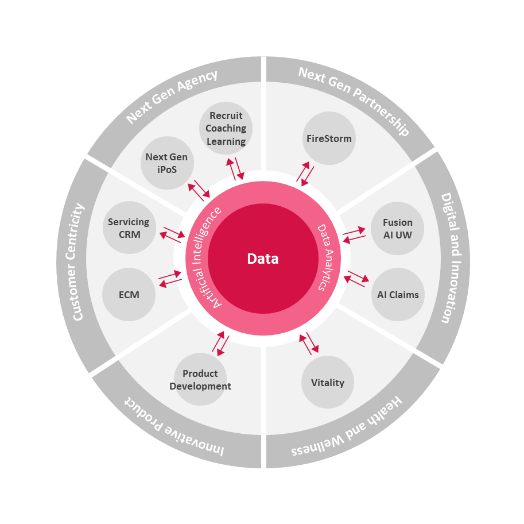 Next Gen Agency
Next Gen Partnership
Recruit
Coaching
Learning
FireStorm
Next Gen
iPoS
Servicing
CRM
Customer Centricity
Artificial Intelligence
Data
Data Analytics
Fusion
AI UW
Digital and Innovation
ECM
AI Claims
Product
Development
Vitality
Innovative Product
Health and Wellness